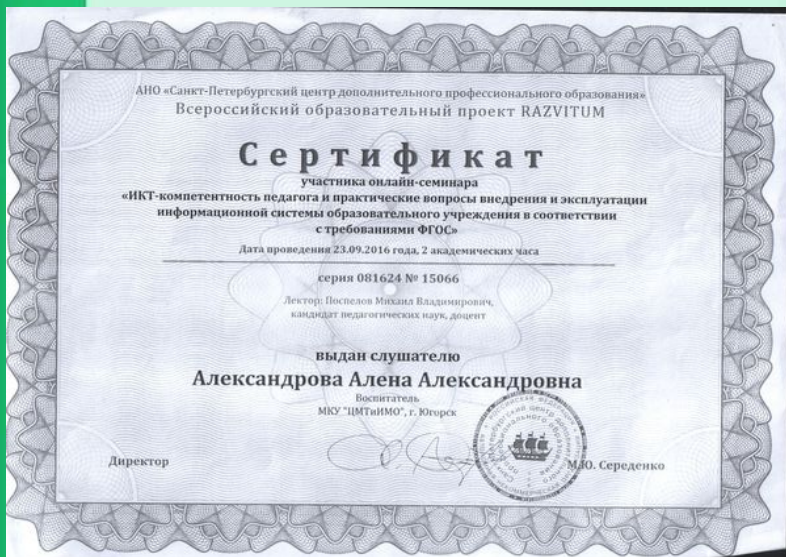 АНО «Санкт-Петербургский центр дополнительного профессионального образования»
Всероссийский образовательный проект RAZVITUM
Сертификат
участника онлайн-семинара
«ИКТ-компетентность педагога и практические вопросы внедрения и эксплуатации
информационной системы образовательного учреждения в соответствии
с требованиями ФГОС»
Дата проведения 23.09.2016 года, 2 академических часа
серия 081624 № 15066
Лектор: Поспелов Михаил Владимирович,
кандидат педагогических наук, доцент
выдан слушателю
Александрова Алена Александровна
Воспитатель
МКУ "ЦМТиИМО", г. Югорск
Директор
М.Ю. Середенко